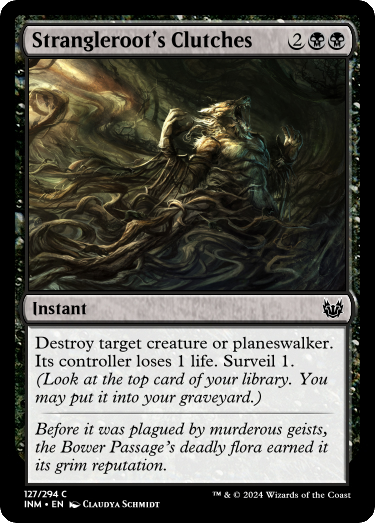 Strangleroot's Clutches 2
Instant
Destroy target creature or planeswalker.
Its controller loses 1 life. Surveil 1.
(Look at the top card of your library. You
may put it into your graveyard.)
Before it was plagued by murderous geists,
the Bower Passage's deadly flora earned it
its grim reputation.
127/294 C
INM • EN Claudya Schmidt
™ & © 2024 Wizards of the Coast